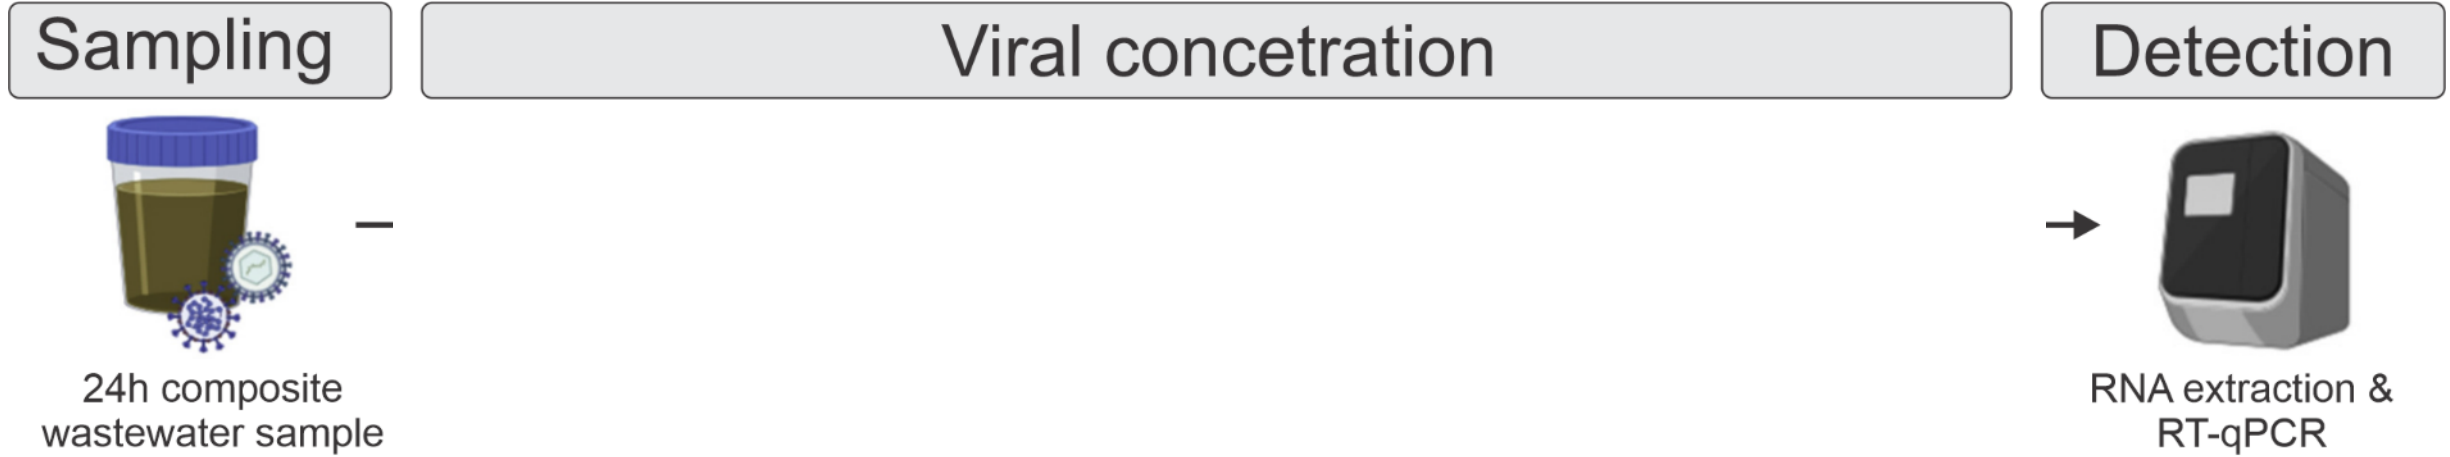 Sampling
Viral concetration
Detection
24h composite
wastewater sample
RNA extraction &
RT-qPCR